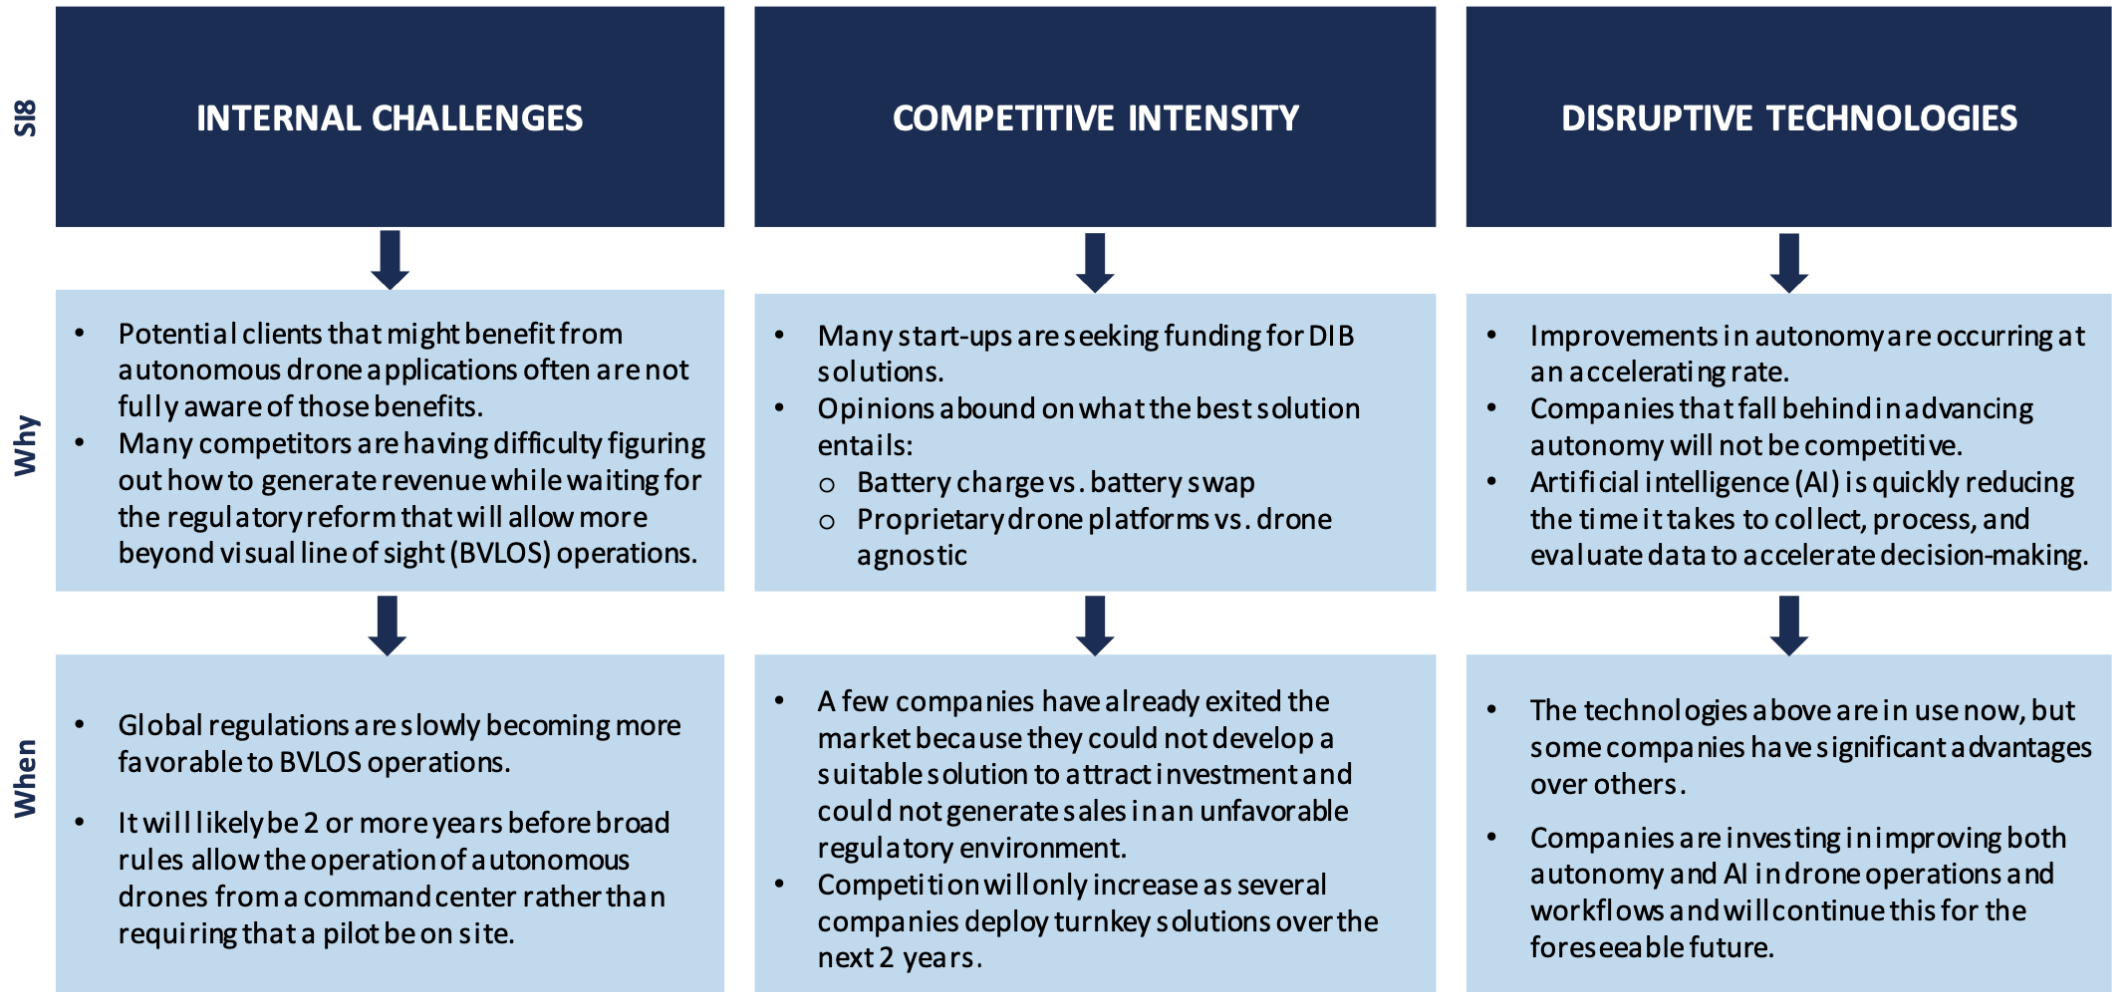 SI8
INTERNAL CHALLENGES
COMPETITIVE INTENSITY
DISRUPTIVE TECHNOLOGIES
Why
• Potential clients that might benefit from
autonomous drone applications often are not
fully aware of those benefits.
• Many competitors are having difficulty figuring
out how to generate revenue while waiting for
the regulatory reform that will allow more
beyond visual line of sight (BVLOS) operations.
• Many start-ups are seeking funding for DIB
solutions.
• Opinions abound on what the best solution
entails:
o Battery charge vs. battery swap
o Proprietary drone platforms vs. drone
agnostic
• Improvements in autonomy are occurring at
an accelerating rate.
• Companies that fall behind in advancing
autonomy will not be competitive.
• Artificial intelligence (AI) is quickly reducing
the time it takes to collect, process, and
evaluate data to accelerate decision-making.
When
• Global regulations are slowly becoming more
favorable to BVLOS operations.
• It will likely be 2 or more years before broad
rules allow the operation of autonomous
drones from a command center rather than
requiring that a pilot be on site.
• A few companies have already exited the
market because they could not develop a
suitable solution to attract investment and
could not generate sales in an unfavorable
regulatory environment.
• Competition will only increase as several
companies deploy turnkey solutions over the
next 2 years.
• The technologies above are in use now, but
some companies have significant advantages
over others.
• Companies are investing in improving both
autonomy and AI in drone operations and
workflows and will continue this for the
foreseeable future.